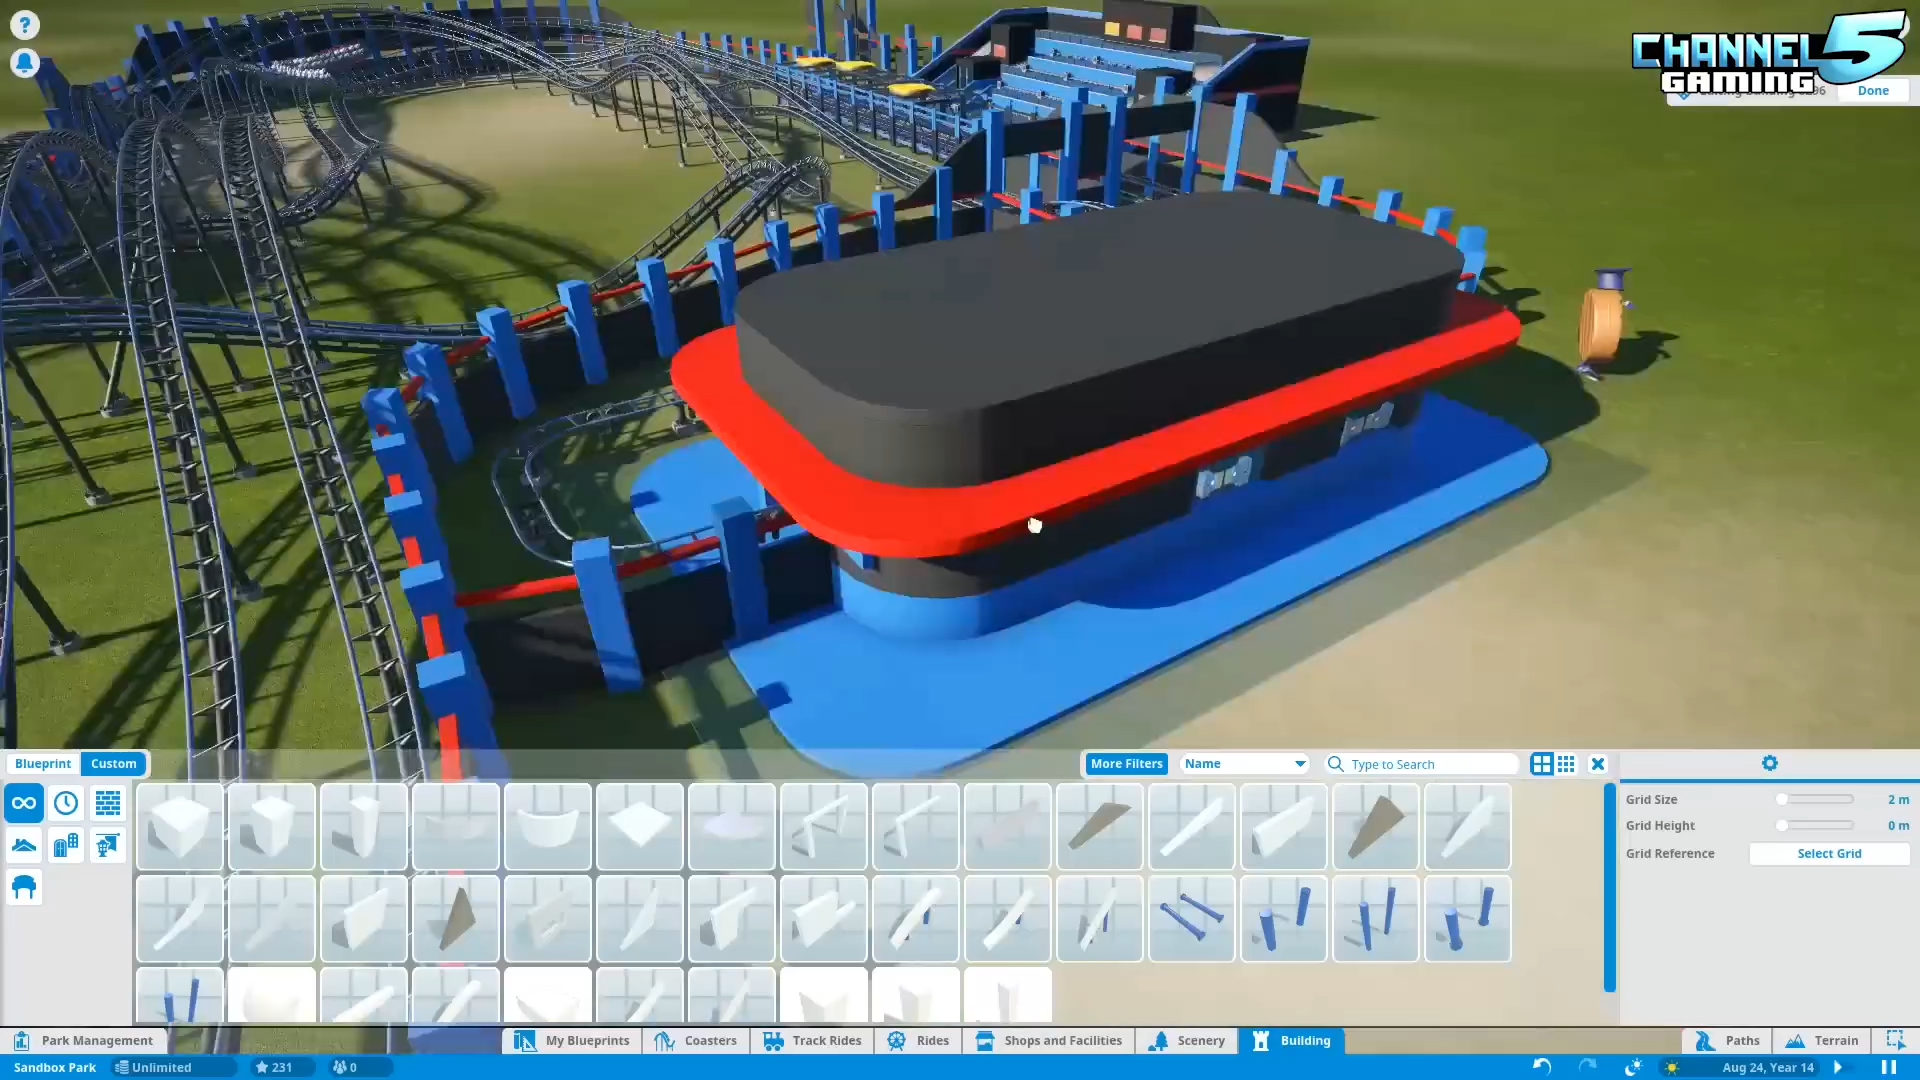 ?
CHANNEL 5
GAMING
Done
Blueprint
Custom
More Filters
Name
Type to Search
Grid Size
2 m
Grid Height
0 m
Grid Reference
Select Grid
Park Management
My Blueprints
Coasters
Track Rides
Rides
Shops and Facilities
Scenery
Building
Paths
Terrain
Sandbox Park
Unlimited
231
0
Aug 24, Year 14